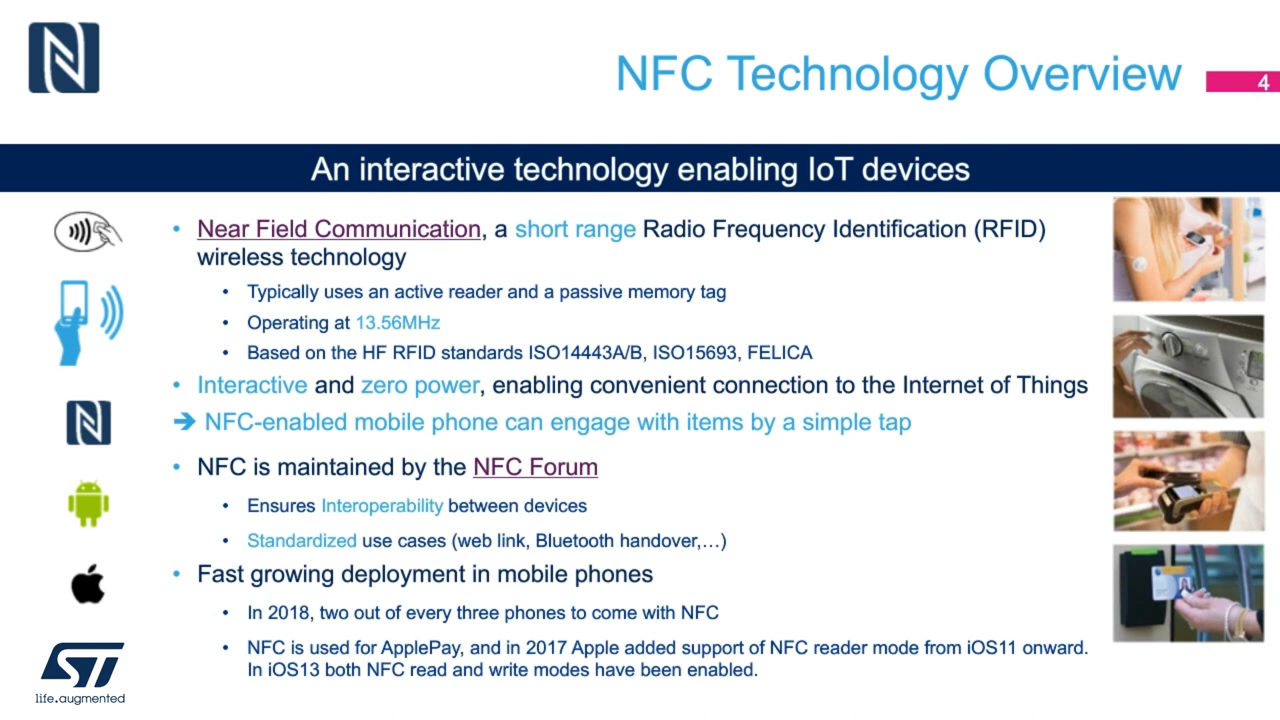 NFC Technology Overview
4
An interactive technology enabling IoT devices
• Near Field Communication, a short range Radio Frequency Identification (RFID)
wireless technology
• Typically uses an active reader and a passive memory tag
• Operating at 13.56MHz
• Based on the HF RFID standards ISO14443A/B, ISO15693, FELICA
• Interactive and zero power, enabling convenient connection to the Internet of Things
➔ NFC-enabled mobile phone can engage with items by a simple tap
• NFC is maintained by the NFC Forum
• Ensures Interoperability between devices
• Standardized use cases (web link, Bluetooth handover,…)
• Fast growing deployment in mobile phones
• In 2018, two out of every three phones to come with NFC
• NFC is used for ApplePay, and in 2017 Apple added support of NFC reader mode from iOS11 onward.
In iOS13 both NFC read and write modes have been enabled.
ST
life.augmented